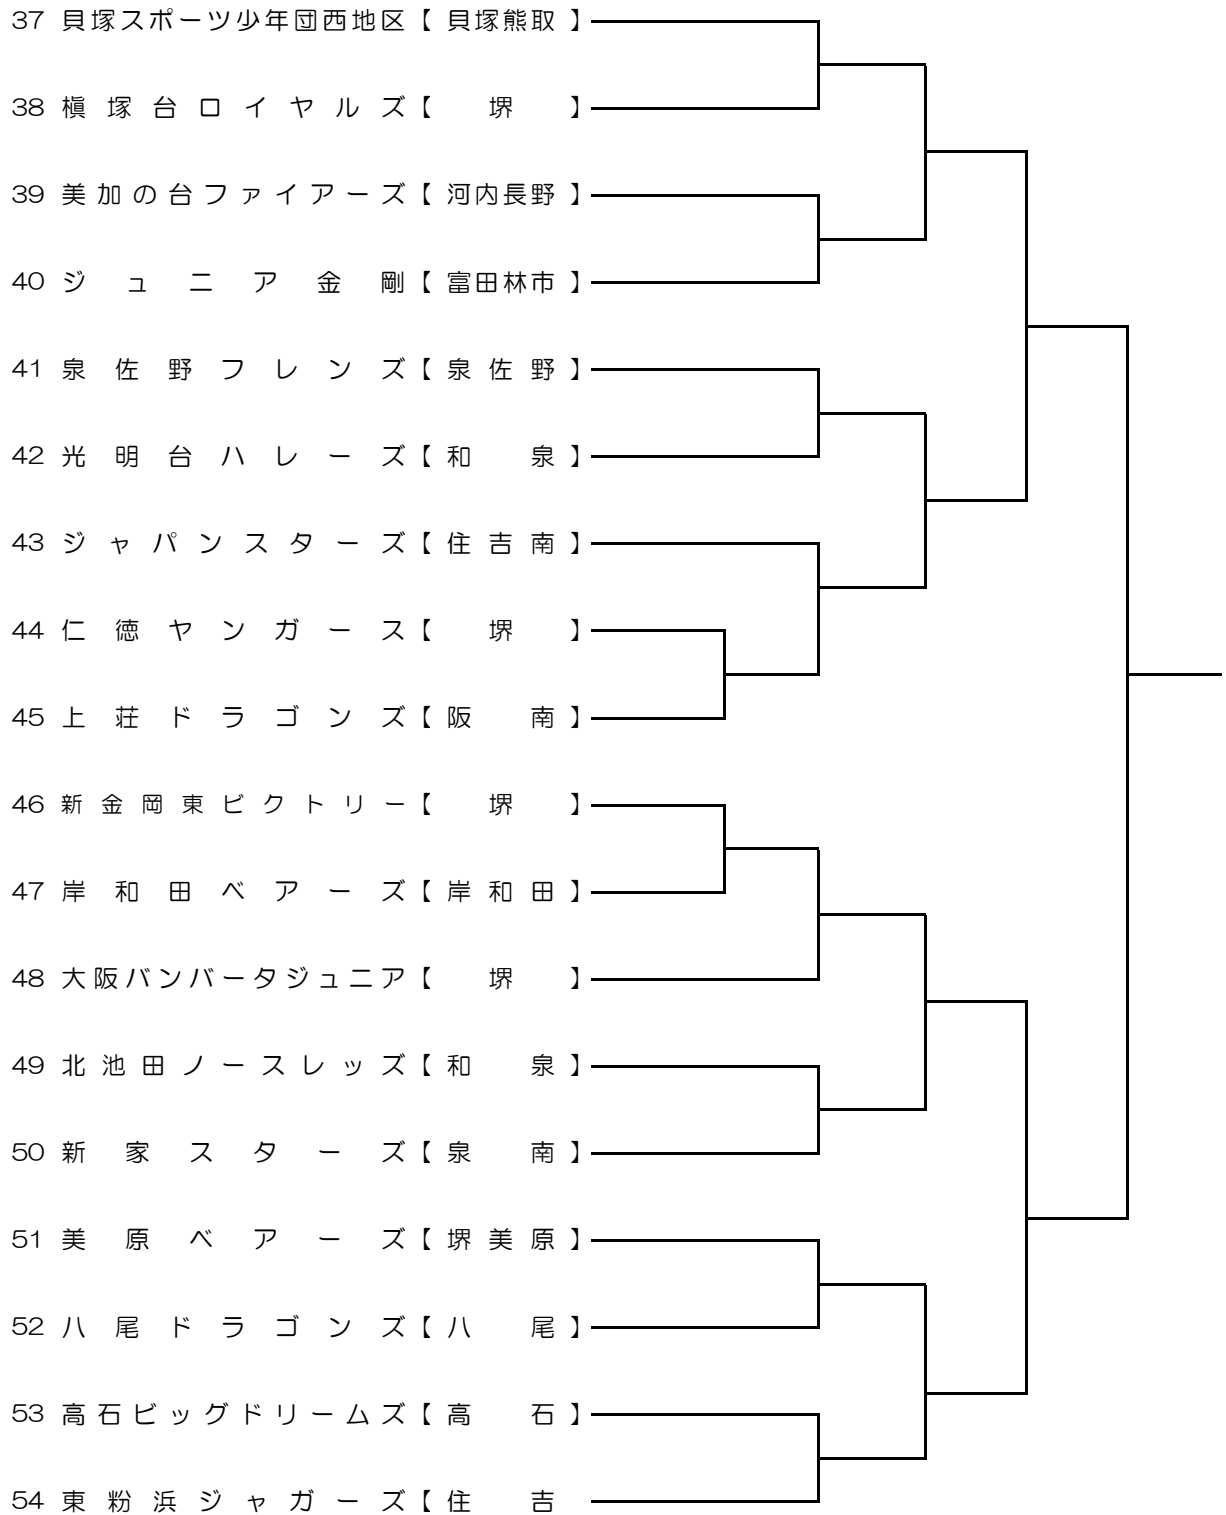 37 貝塚スポーツ少年団西地区【 貝塚熊取 】
38 槇塚台ロイヤルズ【 堺 】
39 美加の台ファイアーズ【 河内長野 】
40 ジュニア金剛【 富田林市 】
41 泉佐野フレンズ【 泉佐野 】
42 光明台ハレーズ【 和泉 】
43 ジャパンスターズ【 住吉南 】
44 仁徳ヤンガース【 堺 】
45 上荘ドラゴンズ【 阪南 】
46 新金岡東ビクトリー【 堺 】
47 岸和田ベアーズ【 岸和田 】
48 大阪バンバータジュニア【 堺 】
49 北池田ノースレッズ【 和泉 】
50 新家スターズ【 泉南 】
51 美原ベアーズ【 堺美原 】
52 八尾ドラゴンズ【 八尾 】
53 高石ビッグドリームズ【 高石 】
54 東粉浜ジャガーズ【 住吉